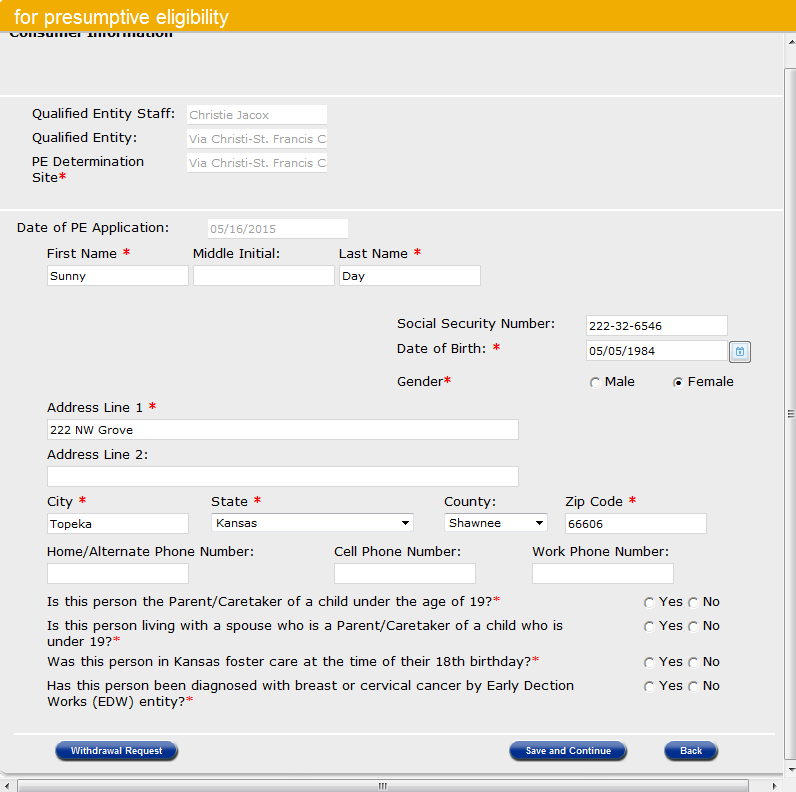 for presumptive eligibility
Consumer Information
Qualified Entity Staff: Christie Jacox
Qualified Entity: Via Christi-St. Francis C
PE Determination Via Christi-St. Francis C
Site*
Date of PE Application: 05/16/2015
First Name * Middle Initial: Last Name *
Sunny Day
Social Security Number: 222-32-6546
Date of Birth: * 05/05/1984
Gender* Male Female
Address Line 1 *
222 NW Grove
Address Line 2:
City * State * County: Zip Code *
Topeka Kansas Shawnee 66606
Home/Alternate Phone Number: Cell Phone Number: Work Phone Number:
Is this person the Parent/Caretaker of a child under the age of 19?* Yes No
Is this person living with a spouse who is a Parent/Caretaker of a child who is Yes No
under 19?*
Was this person in Kansas foster care at the time of their 18th birthday?* Yes No
Has this person been diagnosed with breast or cervical cancer by Early Dection Yes No
Works (EDW) entity?*
Withdrawal Request Save and Continue Back